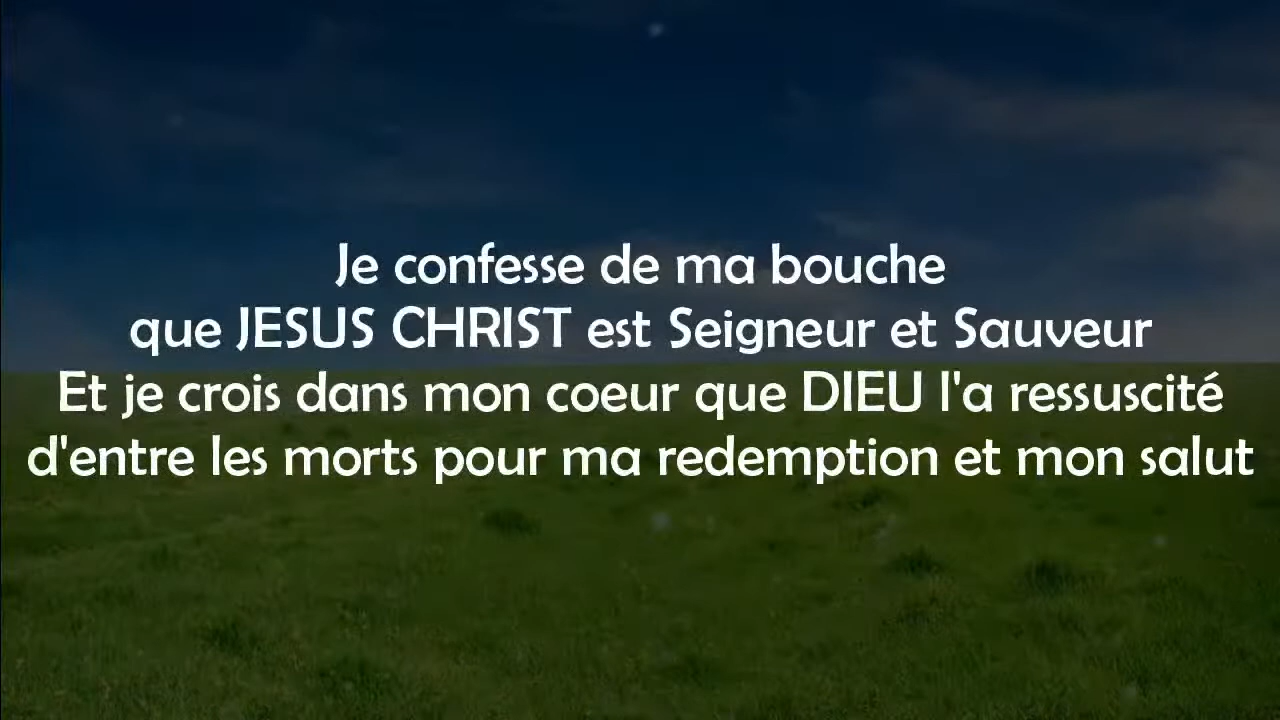 Je confesse de ma bouche
que JESUS CHRIST est Seigneur et Sauveur
Et je crois dans mon coeur que DIEU l'a ressuscité
d'entre les morts pour ma redemption et mon salut